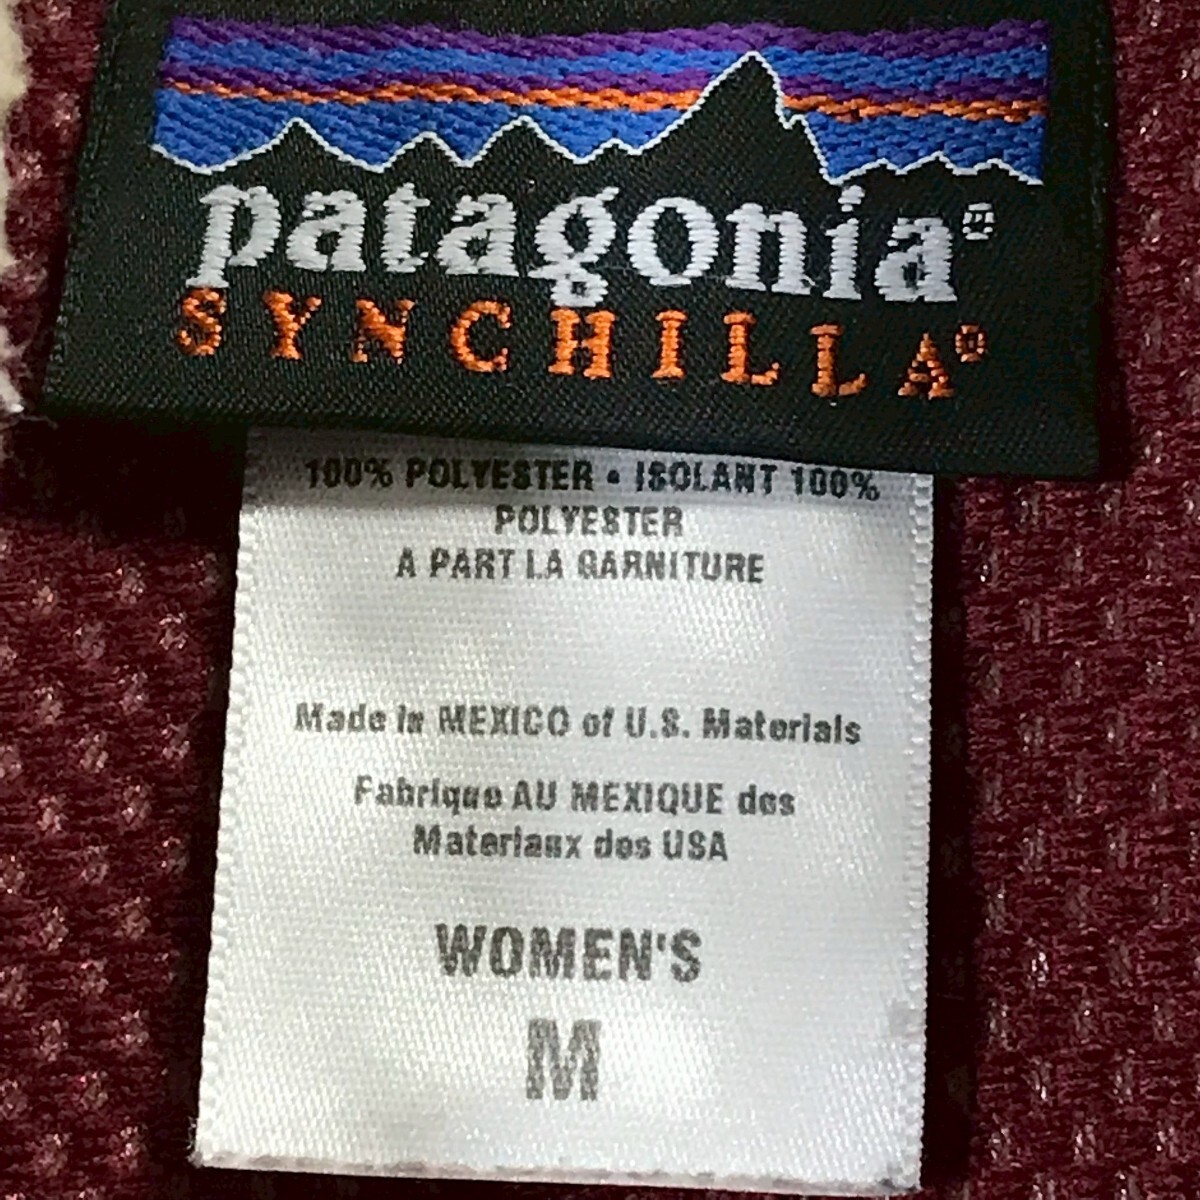 patagonia®
SYNCHILLA®
100% POLYESTER • ISOLANT 100%
POLYESTER
A PART LA GARNITURE
Made in MEXICO of U.S. Materials
Fabrique AU MEXIQUE des
Materiaux des USA
WOMEN'S
M